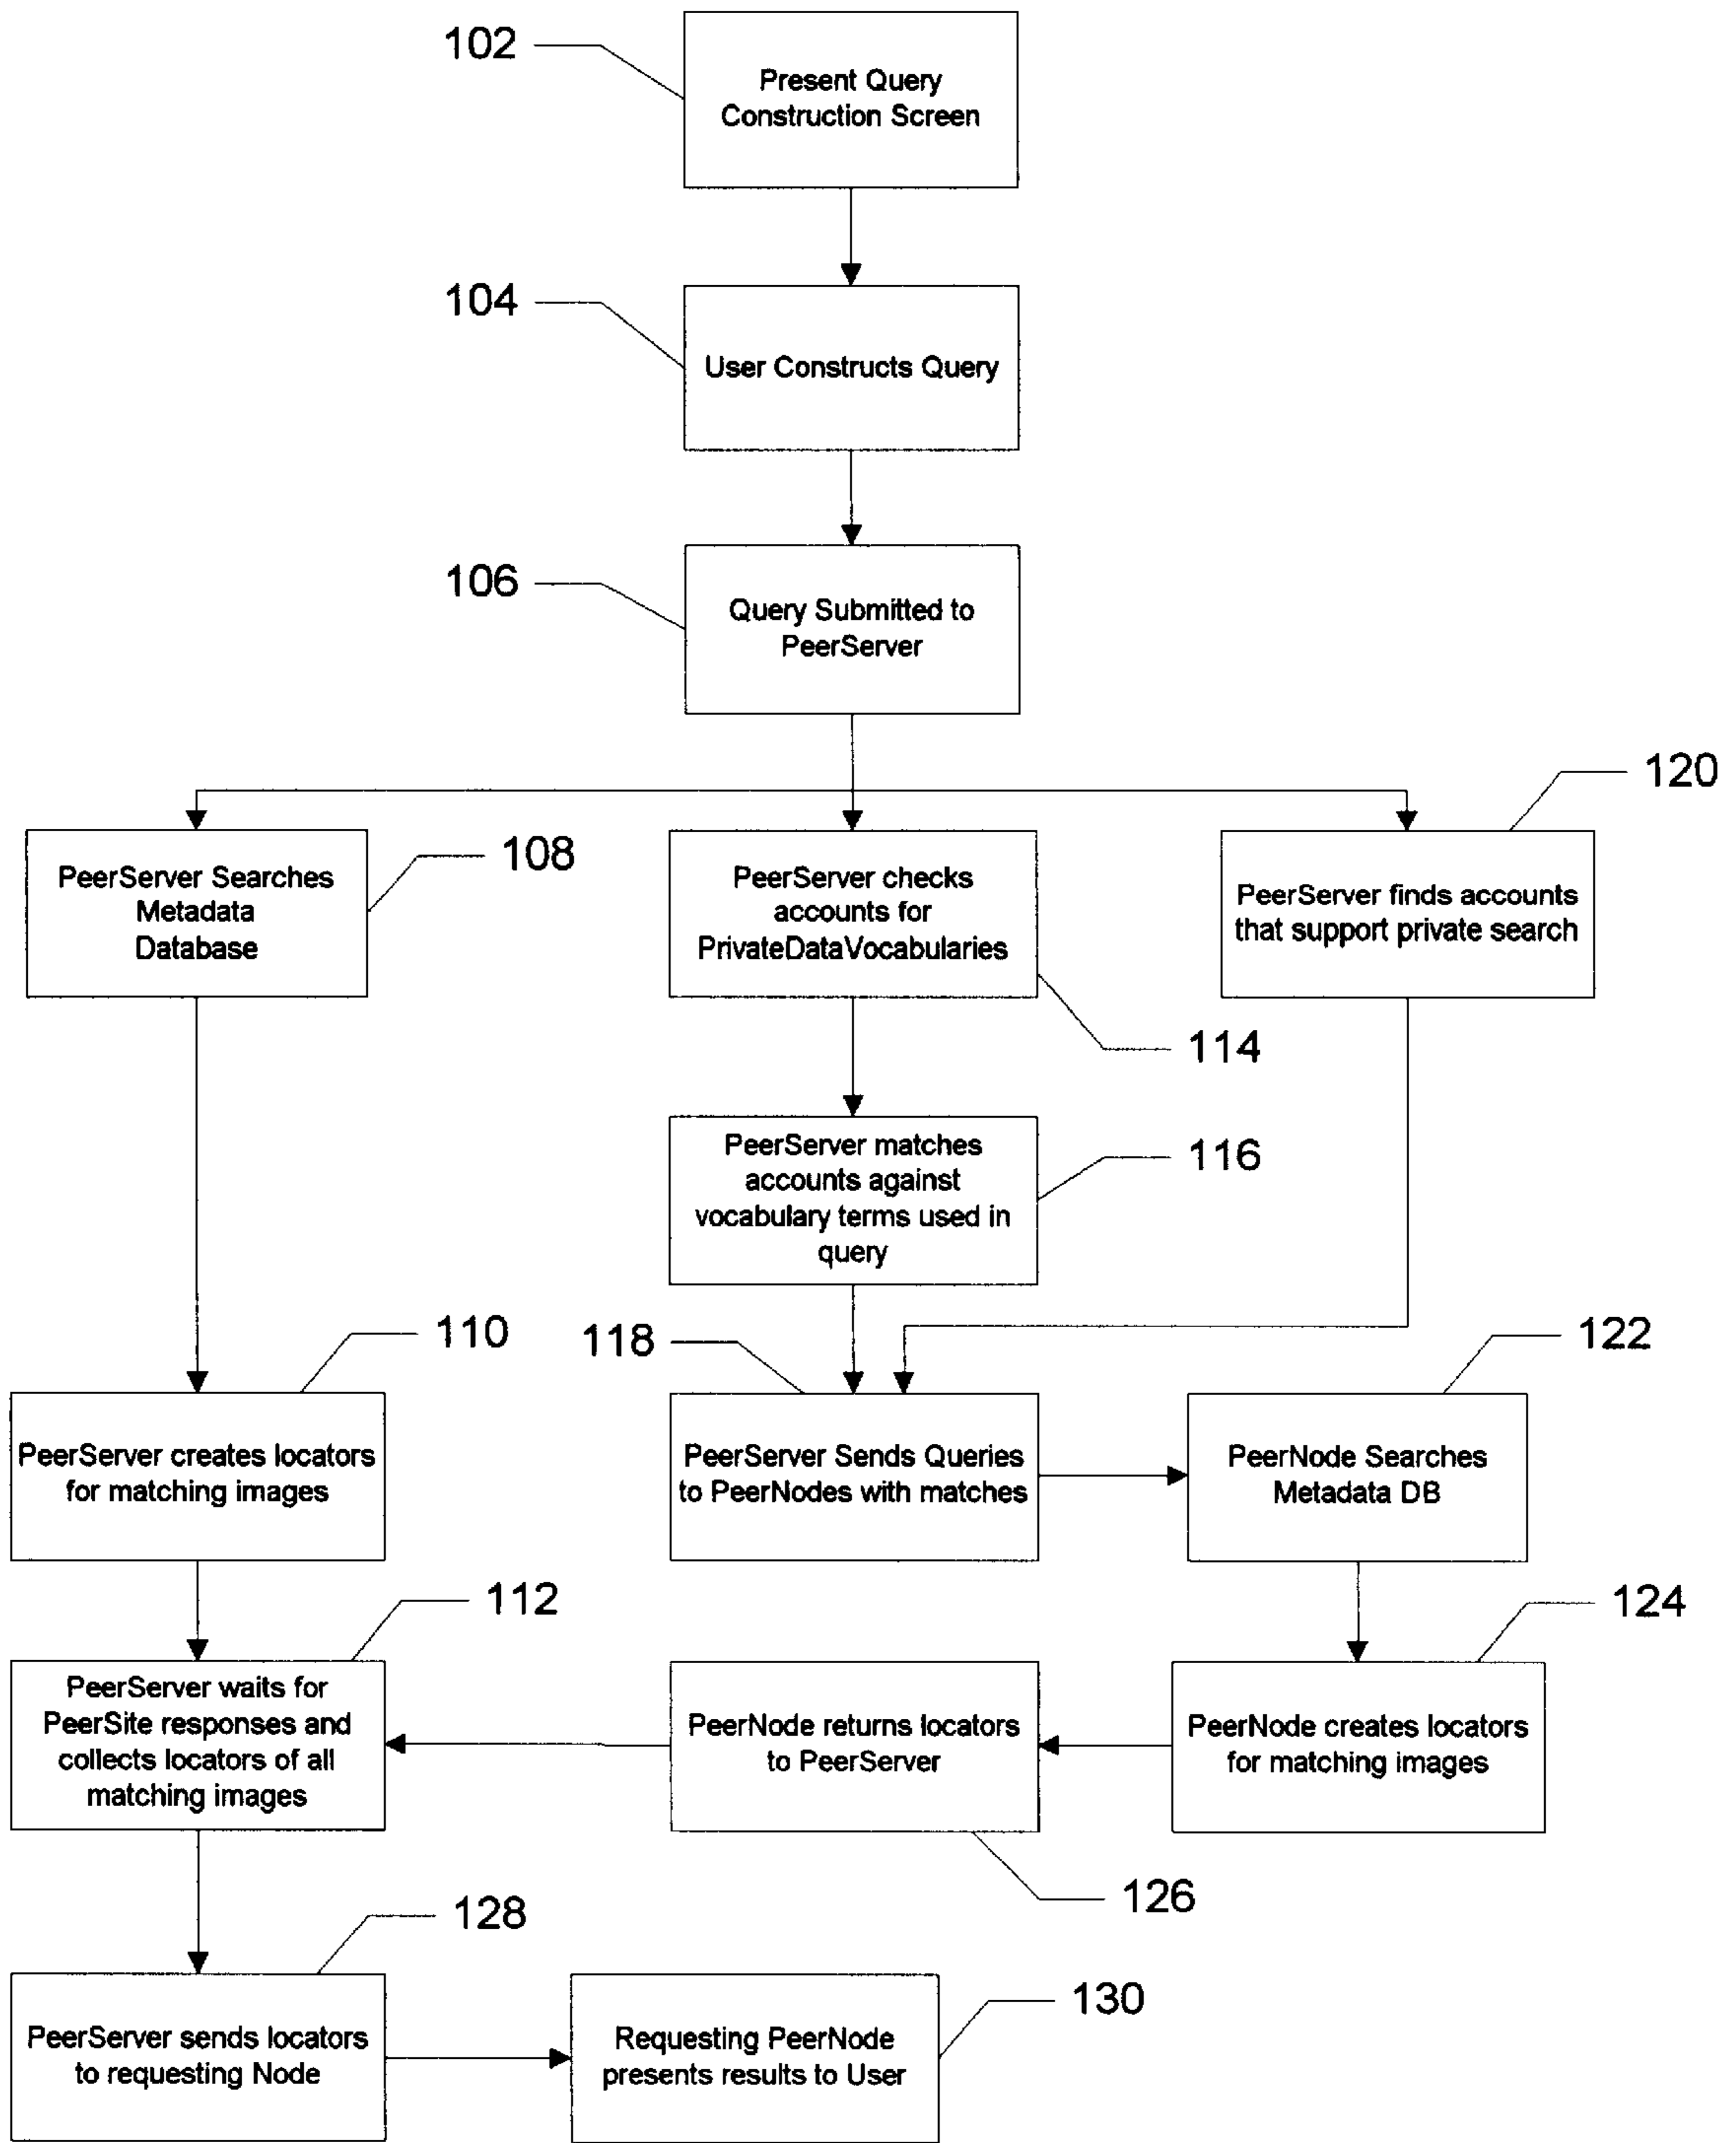 102
Present Query
Construction Screen
104
User Constructs Query
106
Query Submitted to
PeerServer
120
PeerServer Searches
Metadata
Database
108
PeerServer checks
accounts for
PrivateDataVocabularies
114
PeerServer finds accounts
that support private search
PeerServer matches
accounts against
vocabulary terms used in
query
116
110
PeerServer creates locators
for matching images
118
PeerServer Sends Queries
to PeerNodes with matches
122
PeerNode Searches
Metadata DB
112
PeerServer waits for
PeerSite responses and
collects locators of all
matching images
PeerNode returns locators
to PeerServer
126
124
PeerNode creates locators
for matching images
128
PeerServer sends locators
to requesting Node
Requesting PeerNode
presents results to User
130